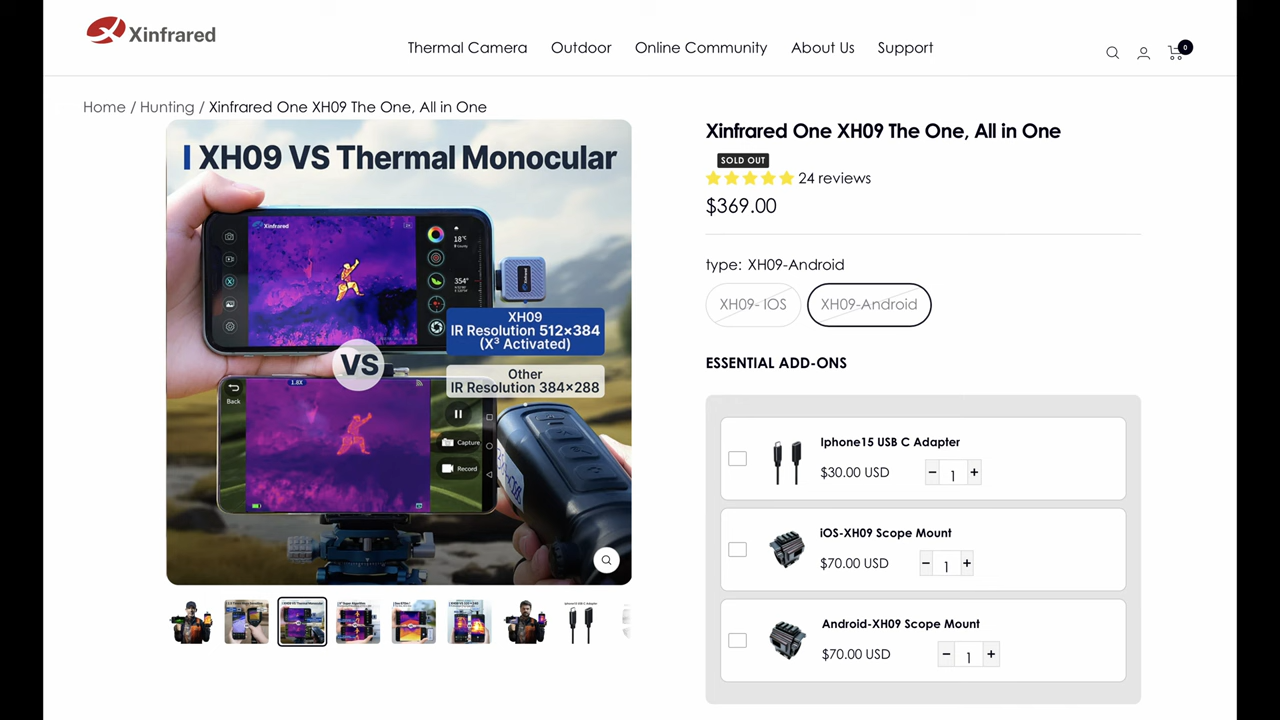 Xinfrared
Thermal Camera Outdoor Online Community About Us Support
0
Home / Hunting / Xinfrared One XH09 The One, All in One
XH09 VS Thermal Monocular
Xinfrared
18°C
354°
XH09
IR Resolution 512×384
(X³ Activated)
VS
Other
IR Resolution 384×288
1.8X
Back
Capture
Record
Xinfrared One XH09 The One, All in One
SOLD OUT
24 reviews
$369.00
type: XH09-Android
XH09- IOS XH09-Android
ESSENTIAL ADD-ONS
Iphone15 USB C Adapter
$30.00 USD − 1 +
iOS-XH09 Scope Mount
$70.00 USD − 1 +
Android-XH09 Scope Mount
$70.00 USD − 1 +